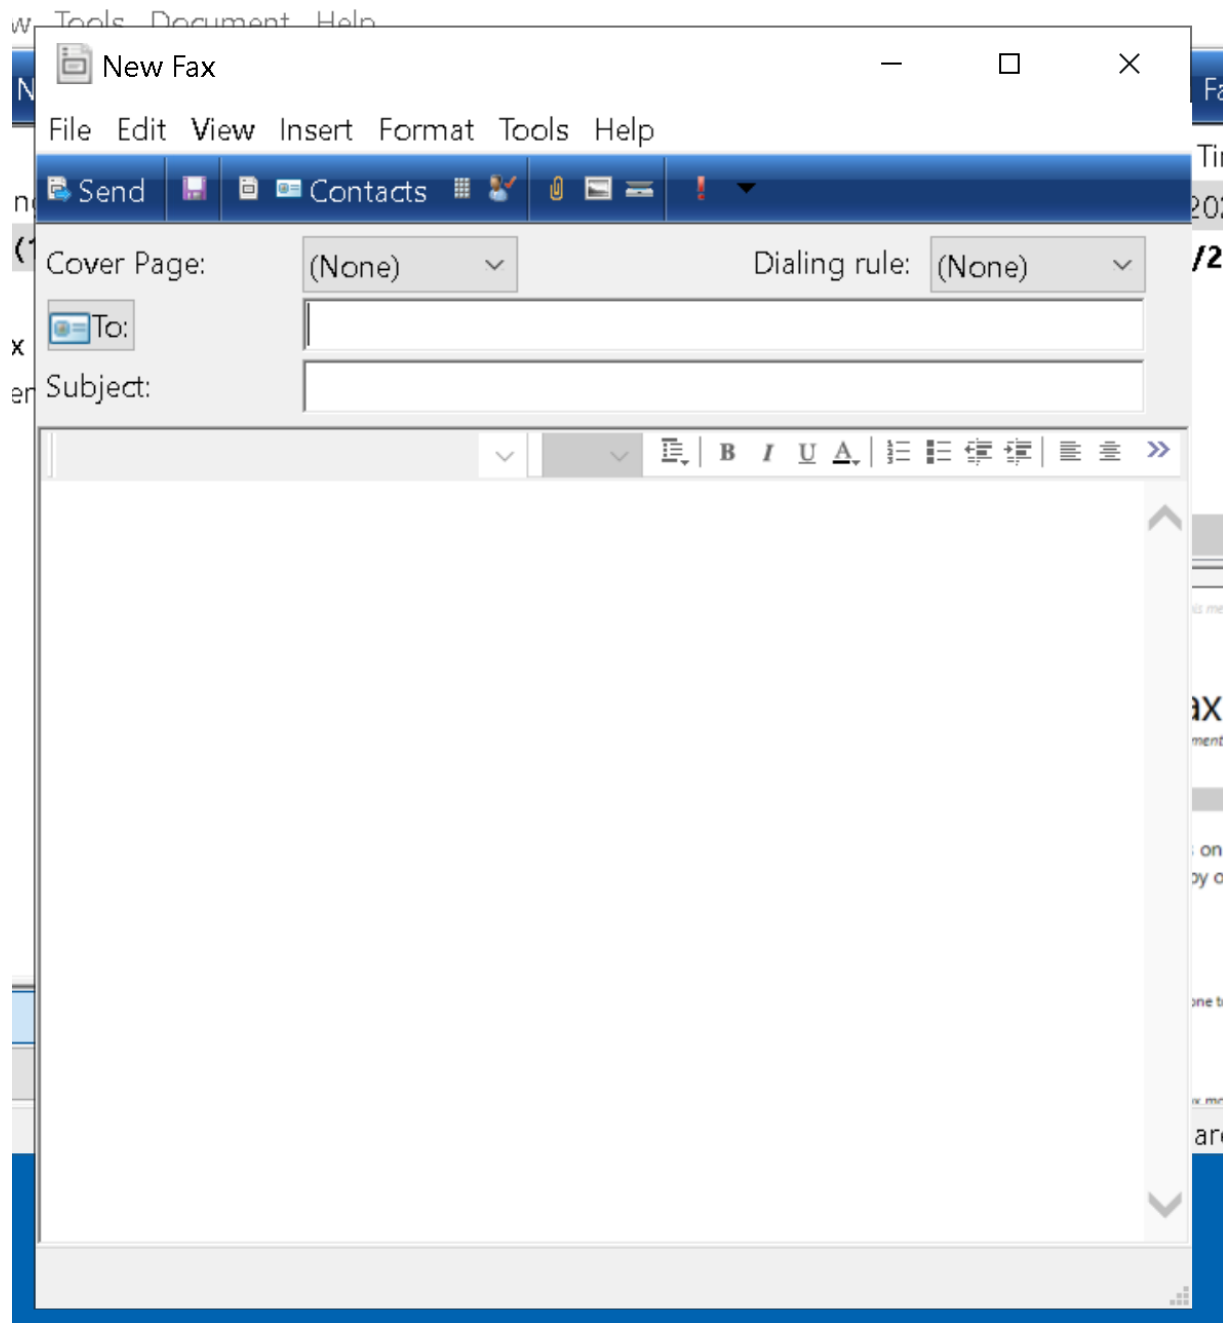 Tools Document Help
New Fax
File Edit View Insert Format Tools Help
Send Contacts
Cover Page: (None) Dialing rule: (None)
To:
Subject:
B I U A